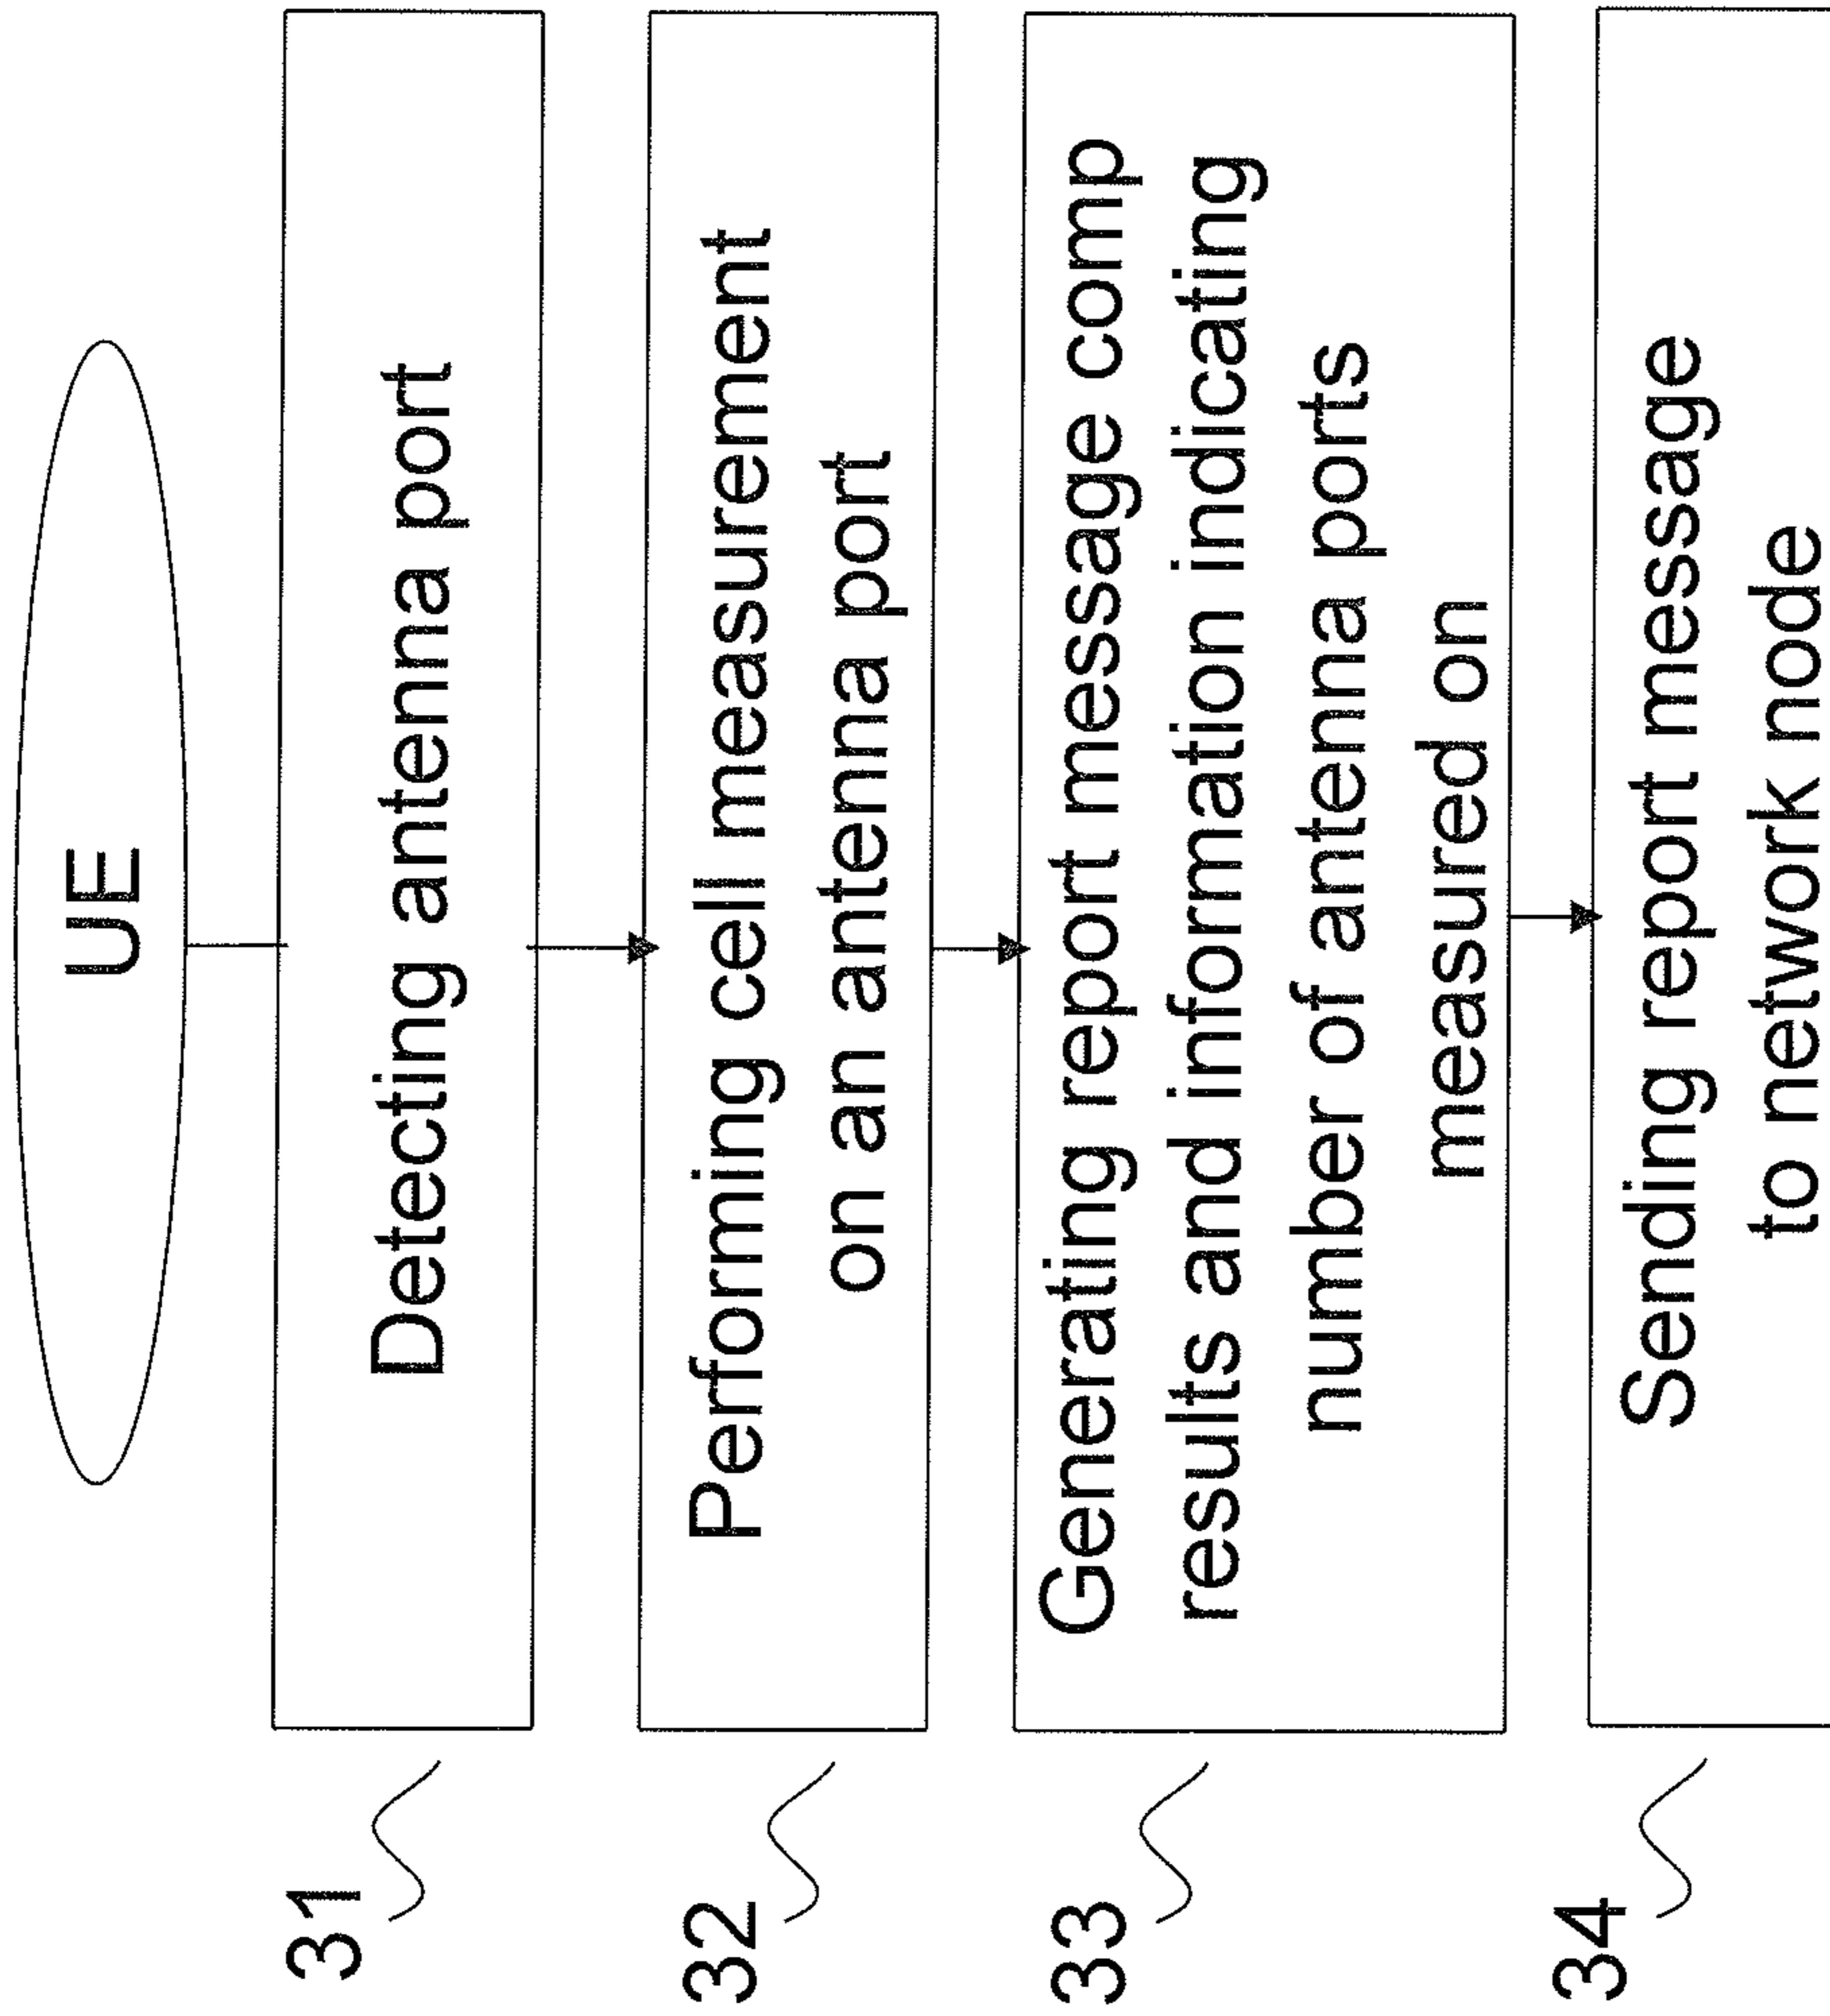 UE
31
Detecting antenna port
32
Performing cell measurement
on an antenna port
33
Generating report message comp
results and information indicating
number of antenna ports
measured on
34
Sending report message
to network node